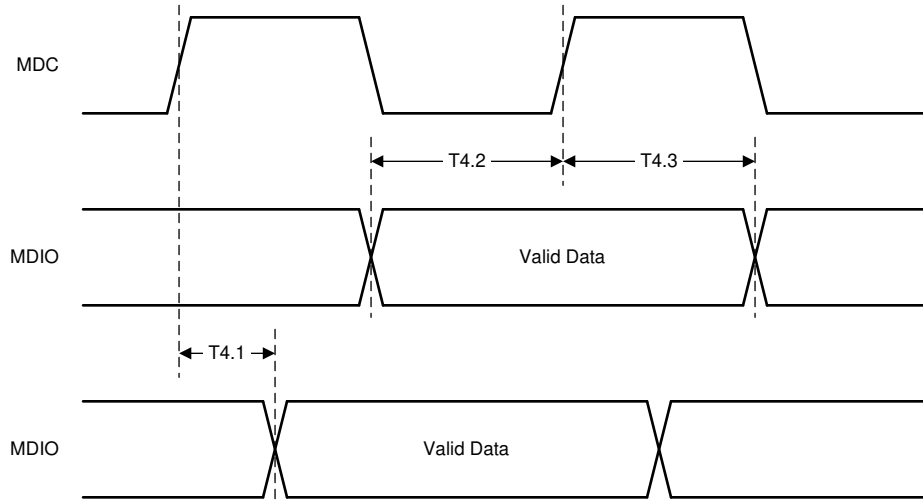 MDC
T4.2
T4.3
MDIO
Valid Data
T4.1
MDIO
Valid Data